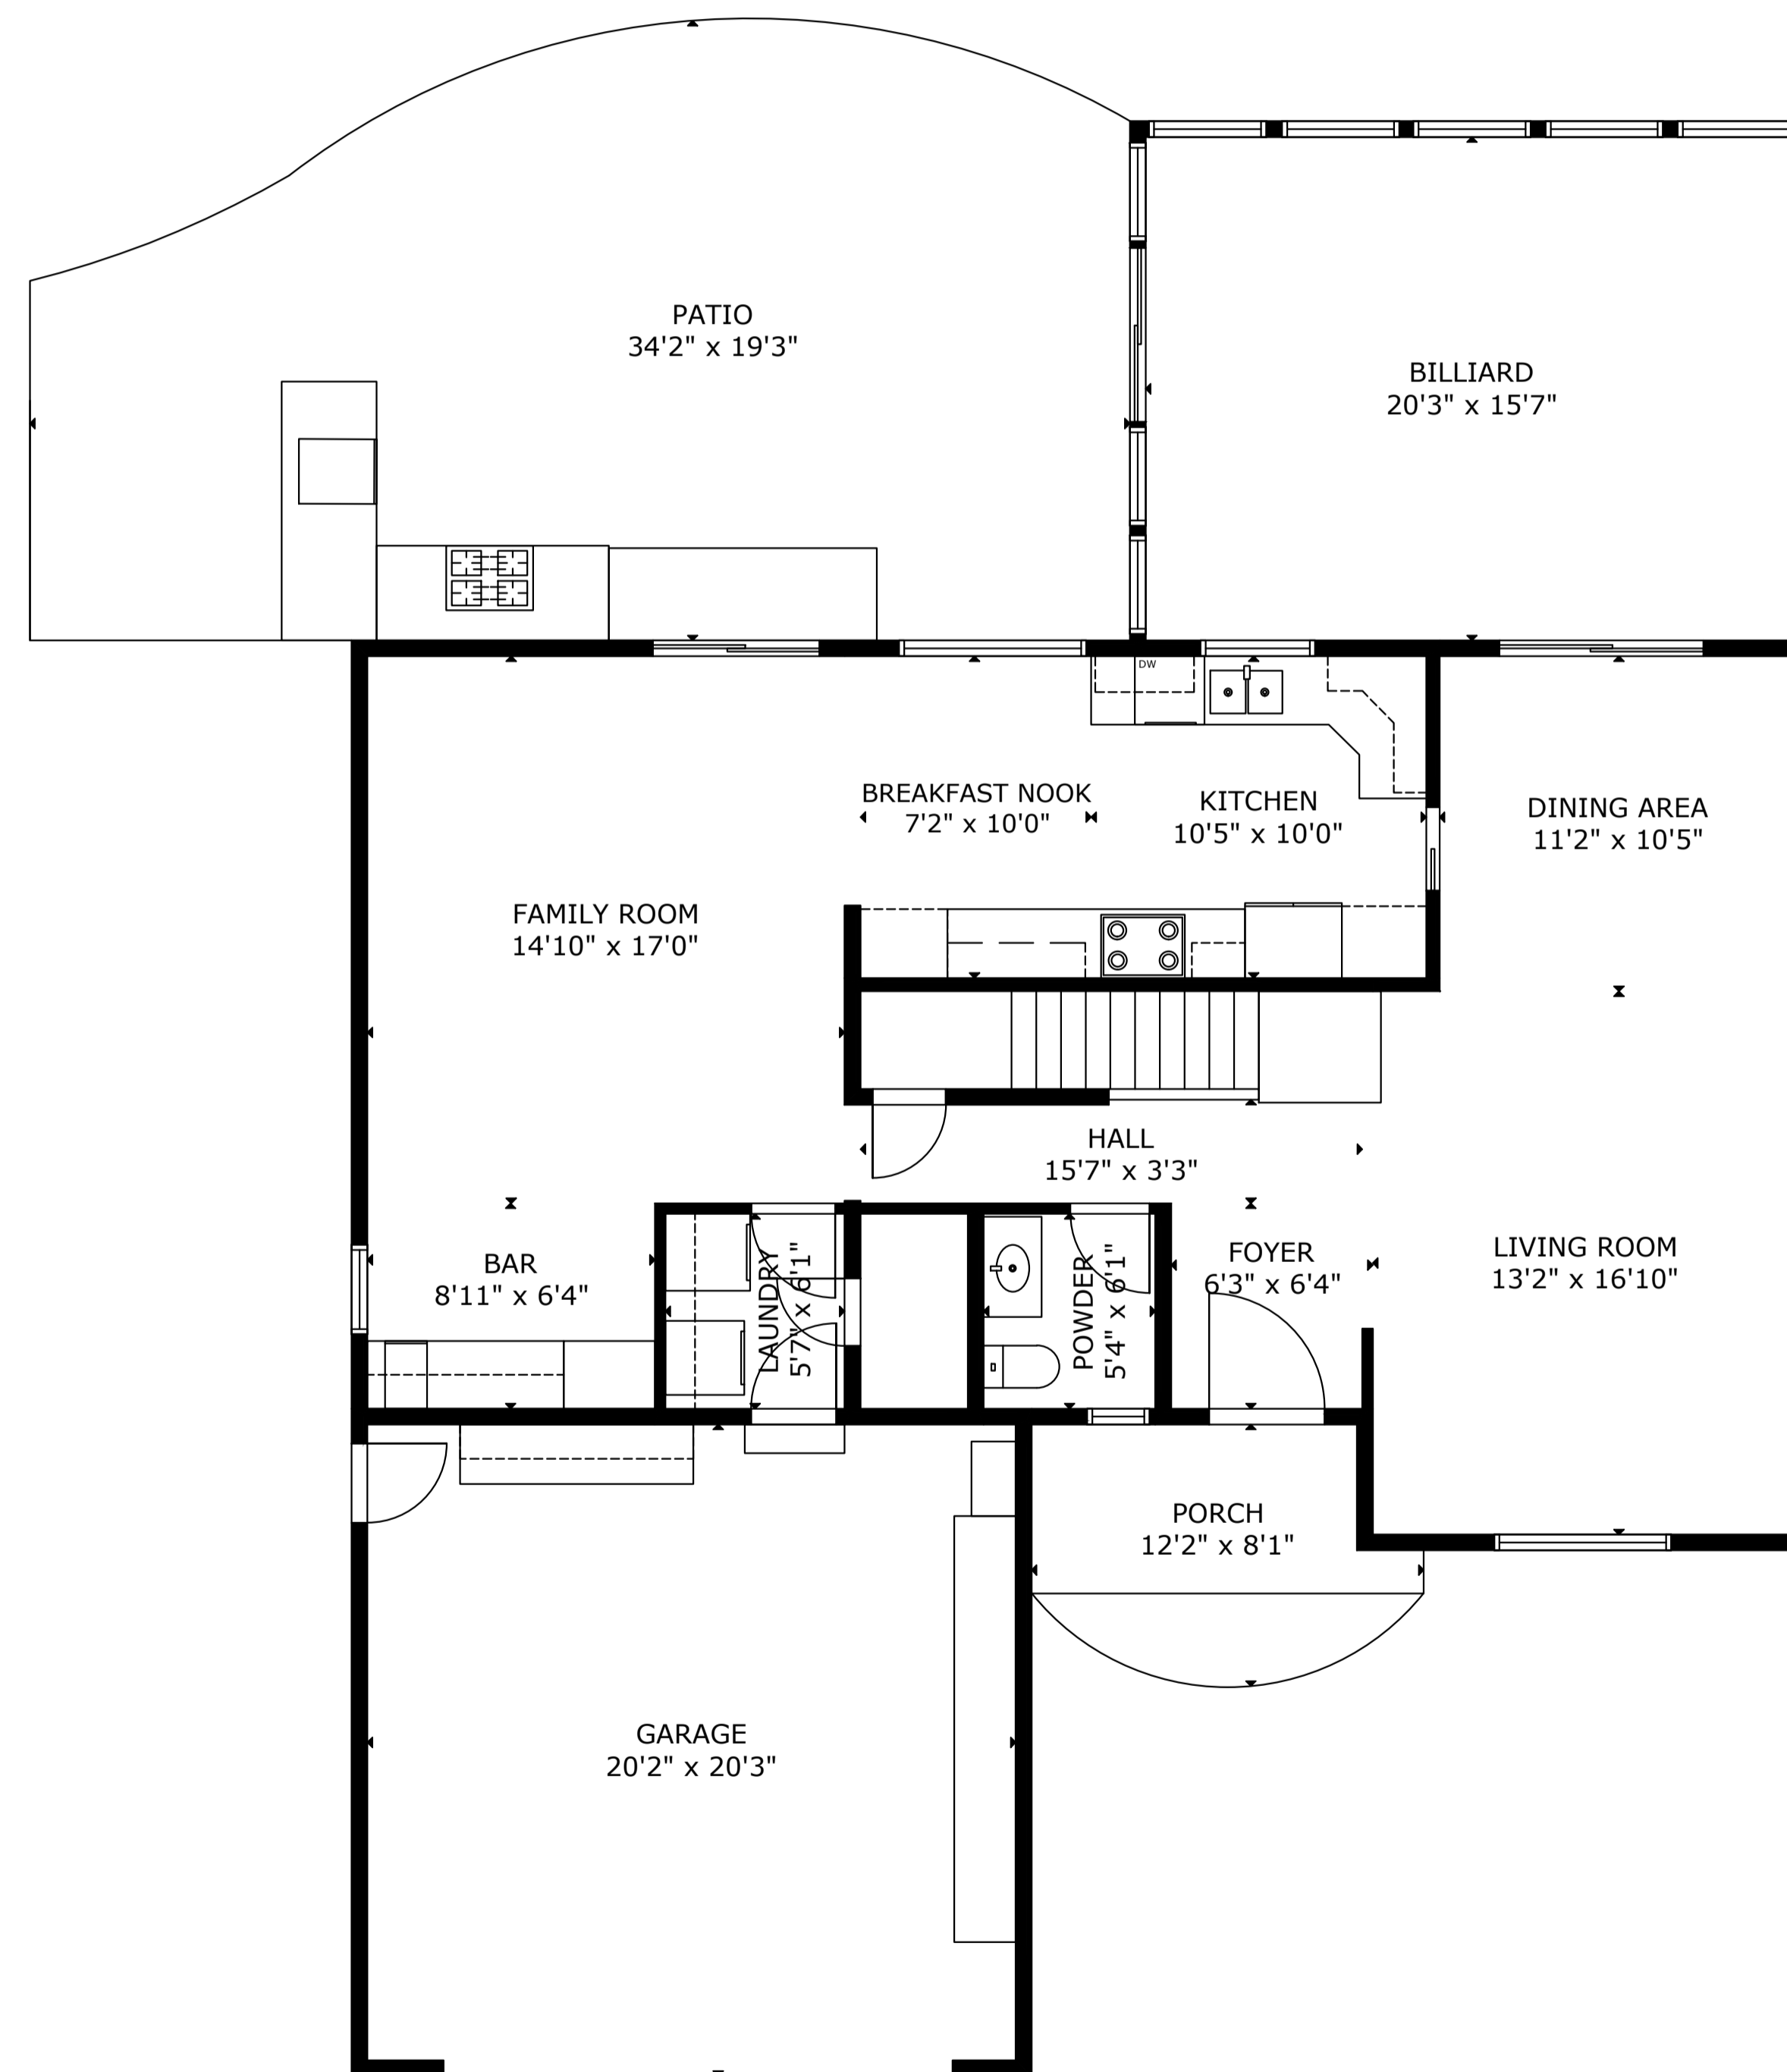 PATIO
34'2" x 19'3"
BILLIARD
20'3" x 15'7"
DW
BREAKFAST NOOK
7'2" x 10'0"
KITCHEN
10'5" x 10'0"
DINING AREA
11'2" x 10'5"
FAMILY ROOM
14'10" x 17'0"
HALL
15'7" x 3'3"
BAR
8'11" x 6'4"
LAUNDRY
5'7" x 6'1"
POWDER
5'4" x 6'1"
FOYER
6'3" x 6'4"
LIVING ROOM
13'2" x 16'10"
PORCH
12'2" x 8'1"
GARAGE
20'2" x 20'3"